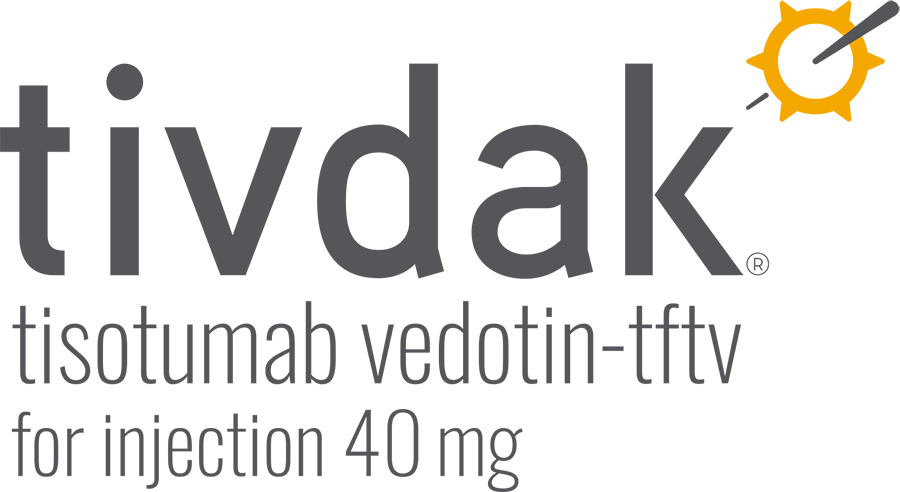 tivdak®
tisotumab vedotin-tftv
for injection 40 mg